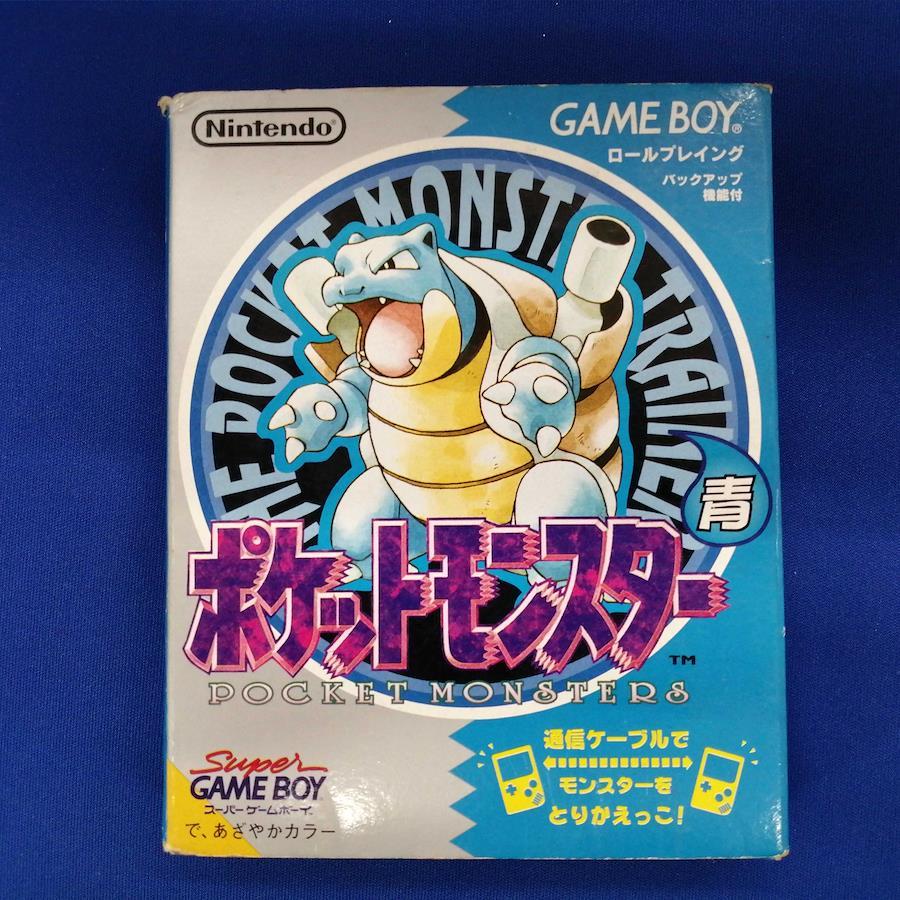 Nintendo®
GAME BOY®
ロールプレイング
バックアップ
機能付
THE POCKET MONSTER TRAINER
青
ポケットモンスター
TM
POCKET MONSTERS
Super
GAME BOY
スーパーゲームボーイ
で、あざやかカラー
通信ケーブルで
モンスターを
とりかえっこ!